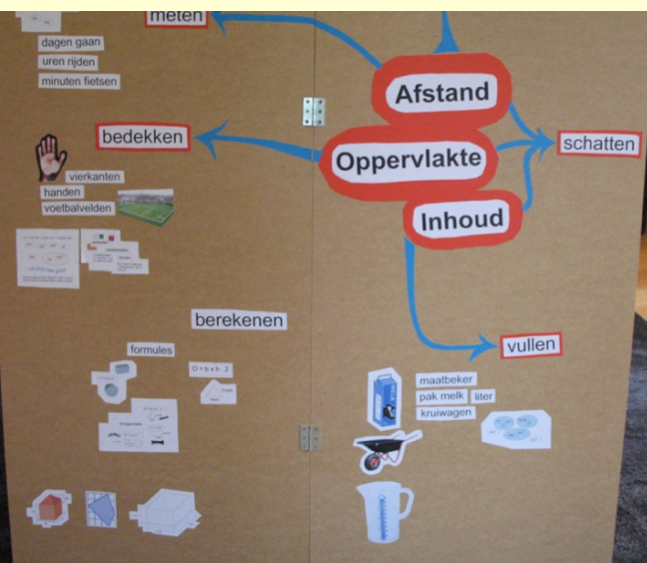 meten
dagen gaan
uren rijden
minuten fietsen
Afstand
bedekken
Oppervlakte
schatten
vierkanten
handen
voetbalvelden
Inhoud
berekenen
formules
O = b x h : 2
vullen
maatbeker
pak melk
liter
kruiwagen